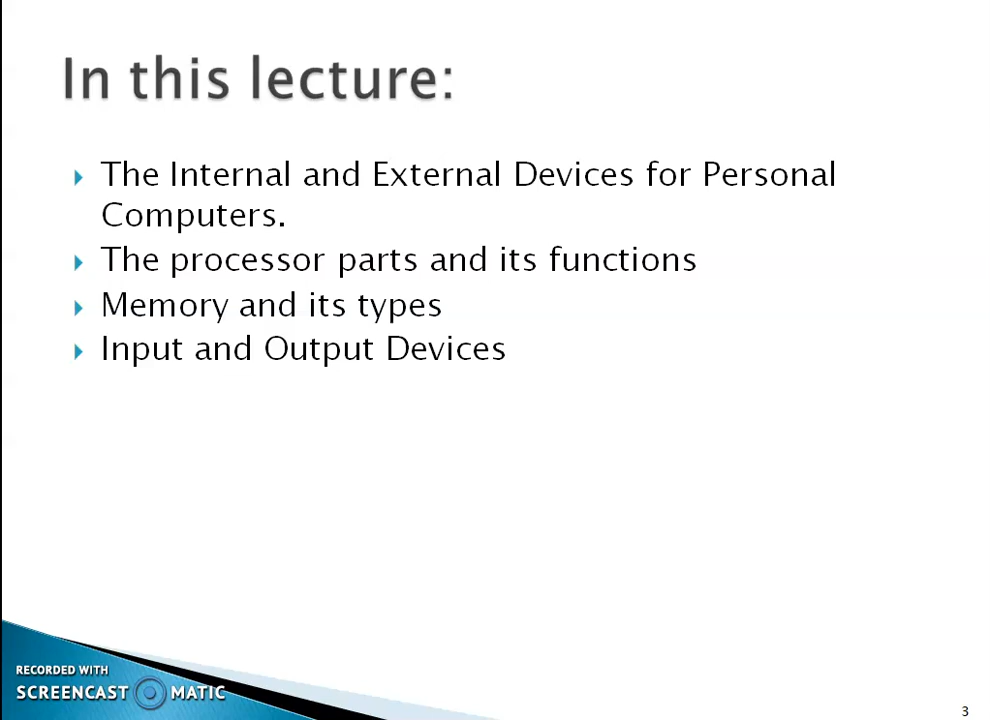 In this lecture:
The Internal and External Devices for Personal
Computers.
The processor parts and its functions
Memory and its types
Input and Output Devices
RECORDED WITH
SCREENCAST MATIC
3